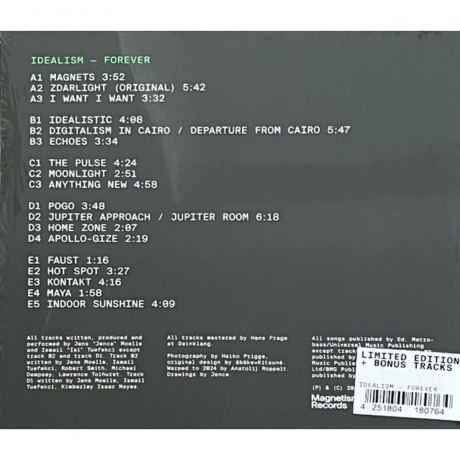 IDEALISM — FOREVER
A1 MAGNETS 3:52
A2 ZDARLIGHT (ORIGINAL) 5:42
A3 I WANT I WANT 3:32
B1 IDEALISTIC 4:08
B2 DIGITALISM IN CAIRO / DEPARTURE FROM CAIRO 5:47
B3 ECHOES 3:34
C1 THE PULSE 4:24
C2 MOONLIGHT 2:51
C3 ANYTHING NEW 4:58
D1 POGO 3:48
D2 JUPITER APPROACH / JUPITER ROOM 6:18
D3 HOME ZONE 2:07
D4 APOLLO-GIZE 2:19
E1 FAUST 1:16
E2 HOT SPOT 3:27
E3 KONTAKT 4:16
E4 MAYA 1:58
E5 INDOOR SUNSHINE 4:09
All tracks written, produced and
performed by Jens "Jence" Moelle
and Ismail "Isi" Tuefekci except
track B2 and track D1. Track B2
written by Jens Moelle, Ismail
Tuefekci, Robert Smith, Michael
Dempsey, Lawrence Tolhurst. Track
D1 written by Jens Moelle, Ismail
Tuefekci, Kimberley Isaac Moyes.
All tracks mastered by Hans Frage
at Deinklang.
Photography by Heiko Prigge,
original design by Åbäke+Kitsuné.
Warped to 2024 by Anatolij Roppelt.
Drawings by Jence.
All songs published by Ed. Metro-
bass/Universal Music Publishing
except track
published by
Music Publi
Ltd/BMG Publi
published by
(P) & (C) 20
Magnetism
Records
LIMITED EDITION
+ BONUS TRACKS
IDEALISM - FOREVER
4 251804 180764